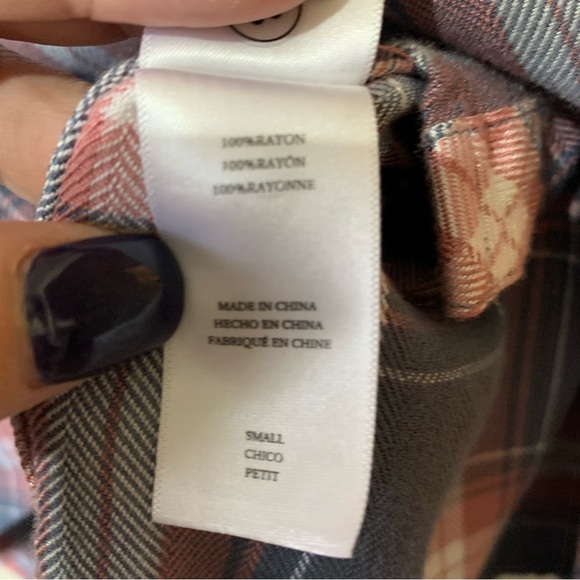 100%RAYON
100%RAYÓN
100%RAYONNE
MADE IN CHINA
HECHO EN CHINA
FABRIQUÉ EN CHINE
SMALL
CHICO
PETIT